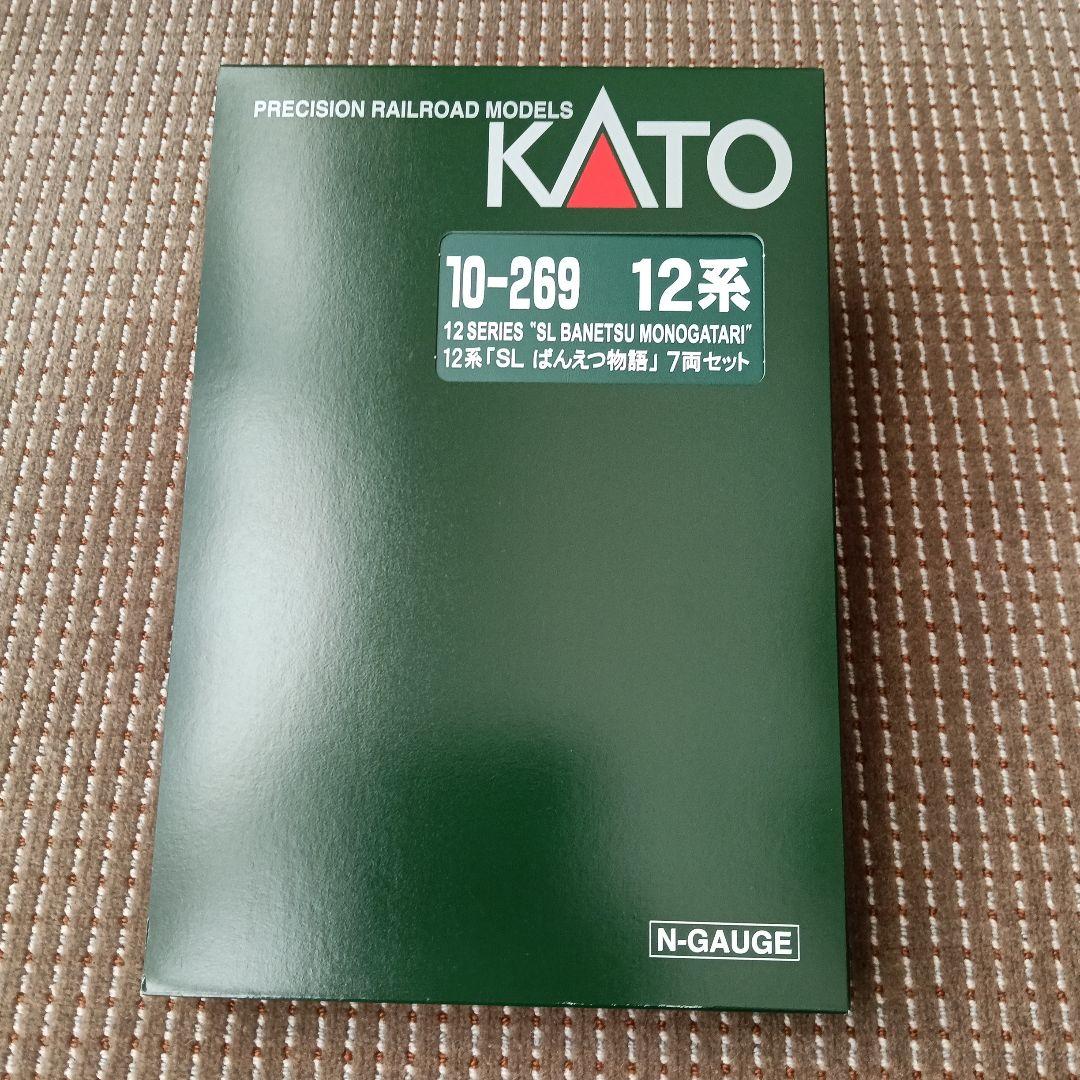 PRECISION RAILROAD MODELS
KATO
10-269 12系
12 SERIES "SL BANETSU MONOGATARI"
12系「SL ばんえつ物語」 7両セット
N-GAUGE